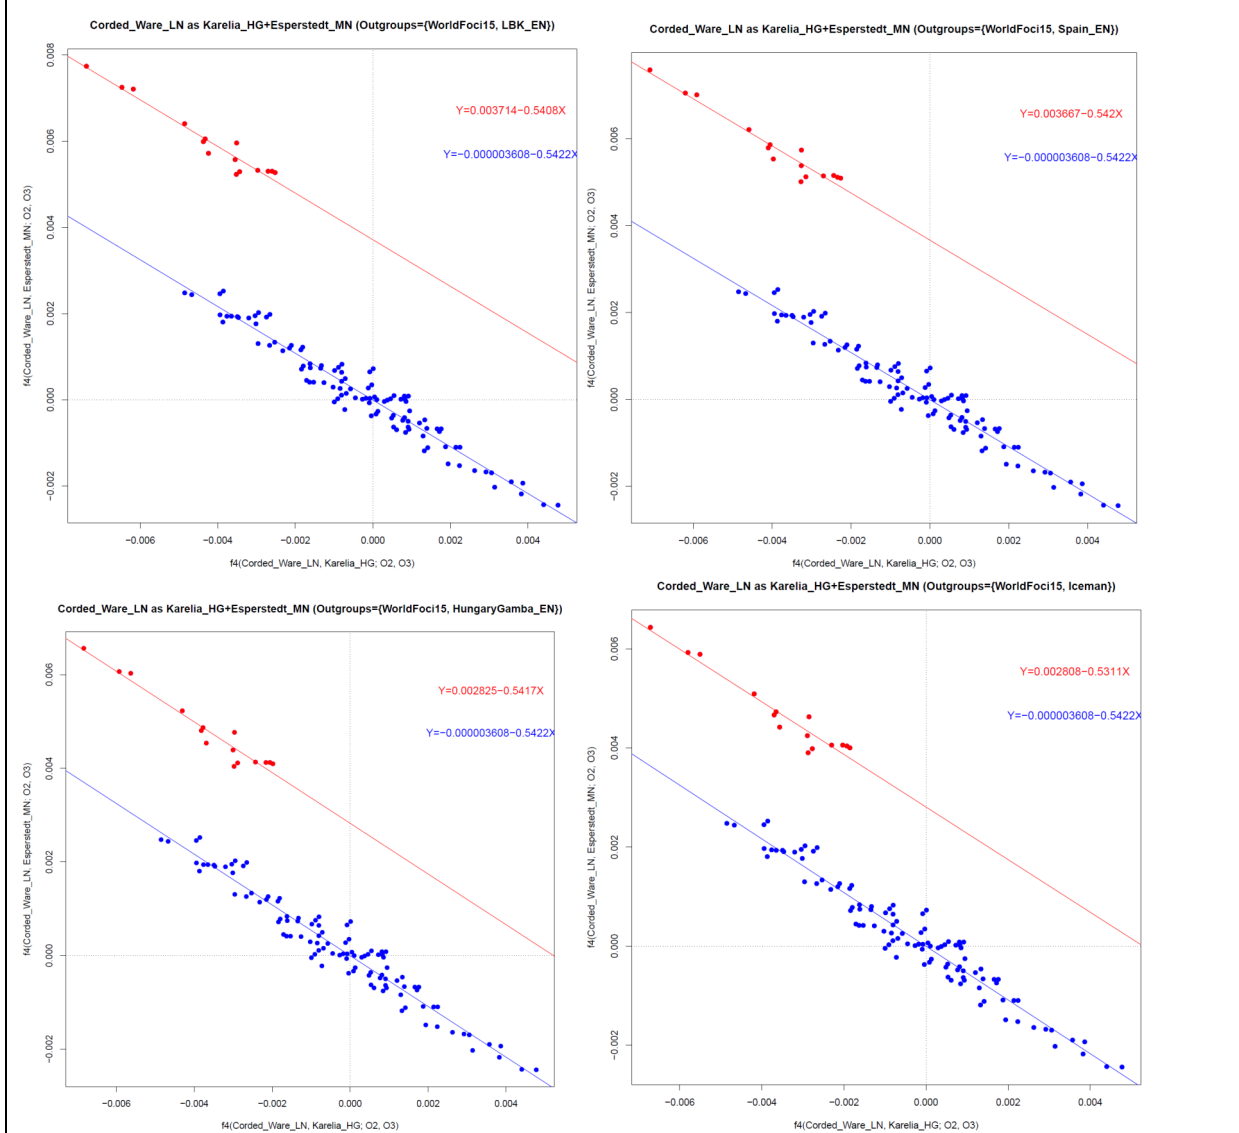 Corded_Ware_LN as Karelia_HG+Esperstedt_MN (Outgroups={WorldFoci15, LBK_EN})
0.008
0.006
0.004
0.002
0.000
−0.002
f4(Corded_Ware_LN, Esperstedt_MN; O2, O3)
Y=0.003714−0.5408X
Y=−0.000003608−0.5422X
−0.006 −0.004 −0.002 0.000 0.002 0.004
f4(Corded_Ware_LN, Karelia_HG; O2, O3)
Corded_Ware_LN as Karelia_HG+Esperstedt_MN (Outgroups={WorldFoci15, Spain_EN})
0.006
0.004
0.002
0.000
−0.002
f4(Corded_Ware_LN, Esperstedt_MN; O2, O3)
Y=0.003667−0.542X
Y=−0.000003608−0.5422X
−0.006 −0.004 −0.002 0.000 0.002 0.004
f4(Corded_Ware_LN, Karelia_HG; O2, O3)
Corded_Ware_LN as Karelia_HG+Esperstedt_MN (Outgroups={WorldFoci15, HungaryGamba_EN})
0.006
0.004
0.002
0.000
−0.002
f4(Corded_Ware_LN, Esperstedt_MN; O2, O3)
Y=0.002825−0.5417X
Y=−0.000003608−0.5422X
−0.006 −0.004 −0.002 0.000 0.002 0.004
f4(Corded_Ware_LN, Karelia_HG; O2, O3)
Corded_Ware_LN as Karelia_HG+Esperstedt_MN (Outgroups={WorldFoci15, Iceman})
0.006
0.004
0.002
0.000
−0.002
f4(Corded_Ware_LN, Esperstedt_MN; O2, O3)
Y=0.002808−0.5311X
Y=−0.000003608−0.5422X
−0.006 −0.004 −0.002 0.000 0.002 0.004
f4(Corded_Ware_LN, Karelia_HG; O2, O3)